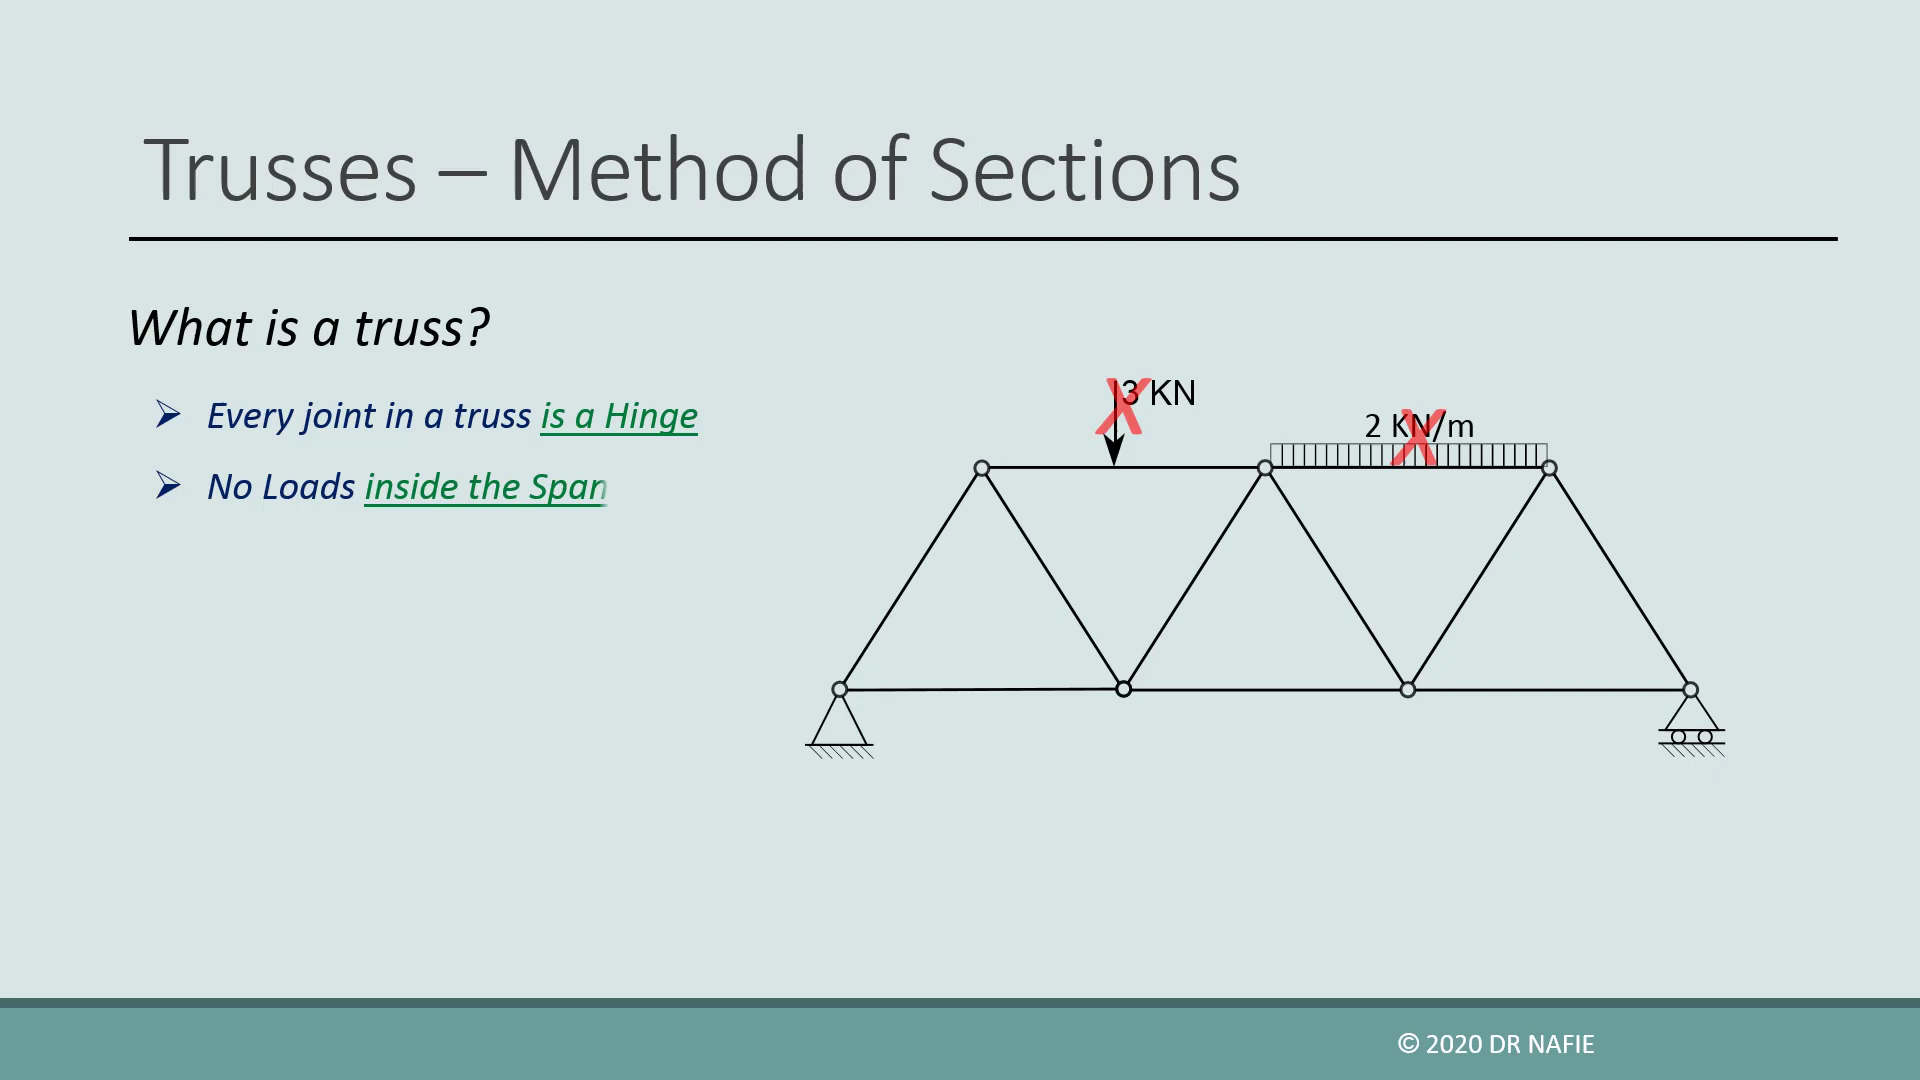 Trusses – Method of Sections
What is a truss?
Every joint in a truss is a Hinge
No Loads inside the Span
3 KN
2 KN/m
© 2020 DR NAFIE